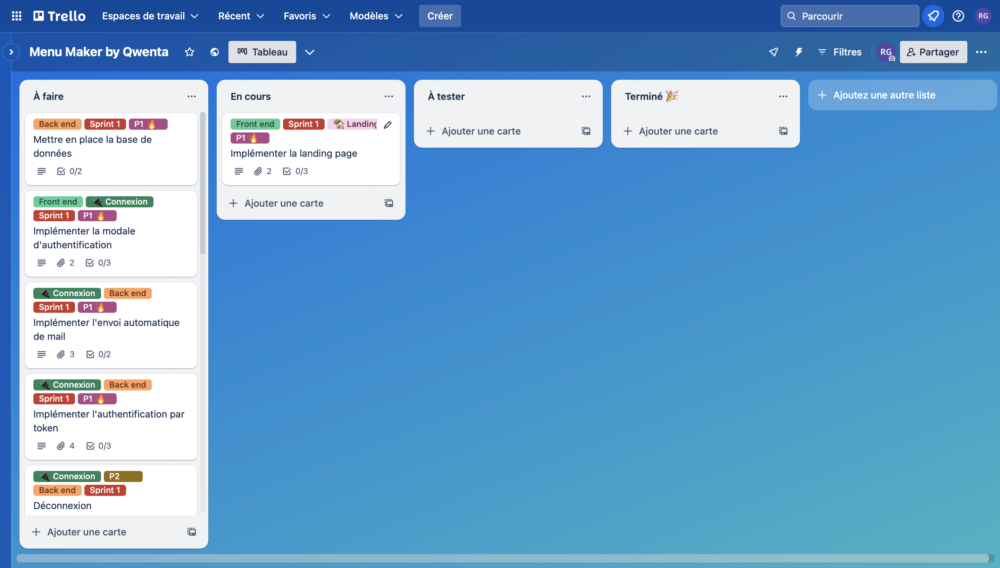 Trello
Espaces de travail
Récent
Favoris
Modèles
Créer
Parcourir
RG
Menu Maker by Qwenta
Tableau
Filtres
RG
Partager
À faire
Back end
Sprint 1
P1 🔥
Mettre en place la base de
données
0/2
Front end
🔌 Connexion
Sprint 1
P1 🔥
Implémenter la modale
d'authentification
2
0/3
🔌 Connexion
Back end
Sprint 1
P1 🔥
Implémenter l'envoi automatique
de mail
3
0/2
🔌 Connexion
Back end
Sprint 1
P1 🔥
Implémenter l'authentification par
token
4
0/3
🔌 Connexion
P2
Back end
Sprint 1
Déconnexion
Ajouter une carte
En cours
Front end
Sprint 1
🏡 Landing
P1 🔥
Implémenter la landing page
2
0/3
Ajouter une carte
À tester
Ajouter une carte
Terminé 🎉
Ajouter une carte
Ajoutez une autre liste